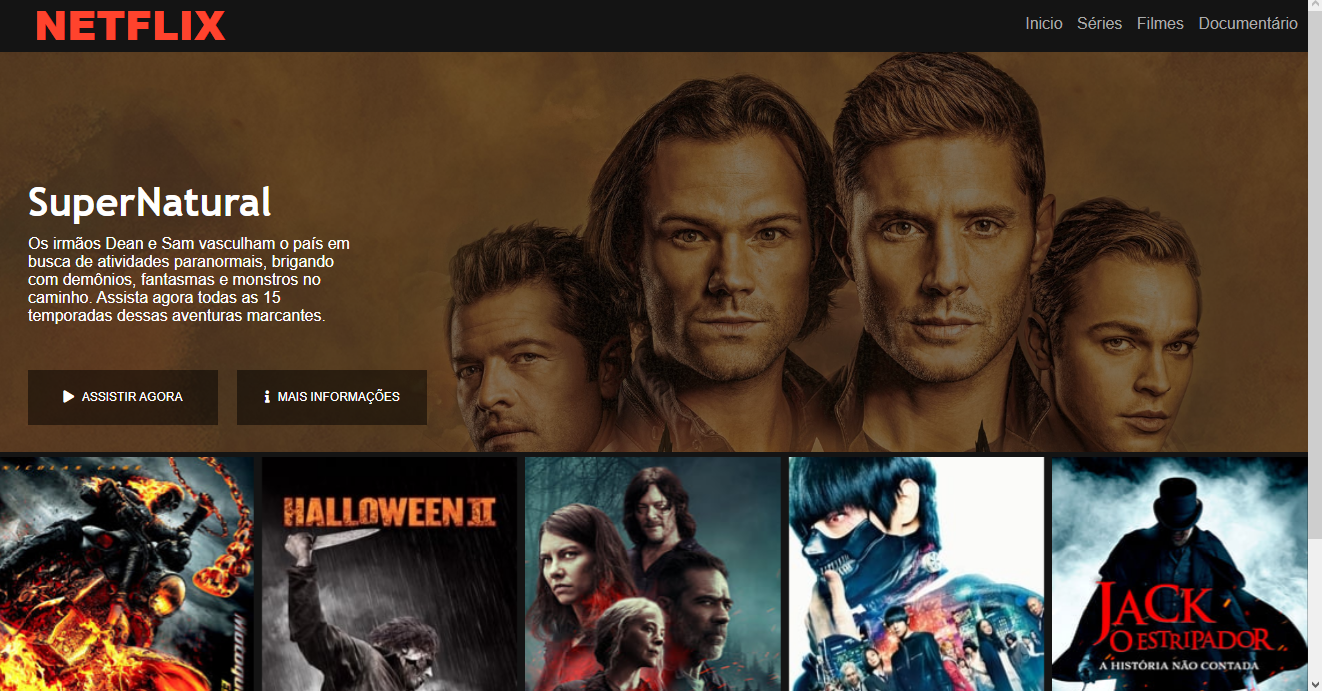 NETFLIX
Inicio Séries Filmes Documentário
SuperNatural
Os irmãos Dean e Sam vasculham o país em
busca de atividades paranormais, brigando
com demônios, fantasmas e monstros no
caminho. Assista agora todas as 15
temporadas dessas aventuras marcantes.
ASSISTIR AGORA
MAIS INFORMAÇÕES
HALLOWEEN II
JACK
O ESTRIPADOR
A HISTÓRIA NÃO CONTADA